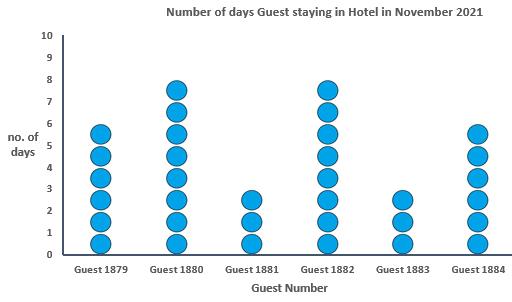 Number of days Guest staying in Hotel in November 2021
10
9
8
7
6
5
4
3
2
1
0
no. of
days
Guest 1879 Guest 1880 Guest 1881 Guest 1882 Guest 1883 Guest 1884
Guest Number